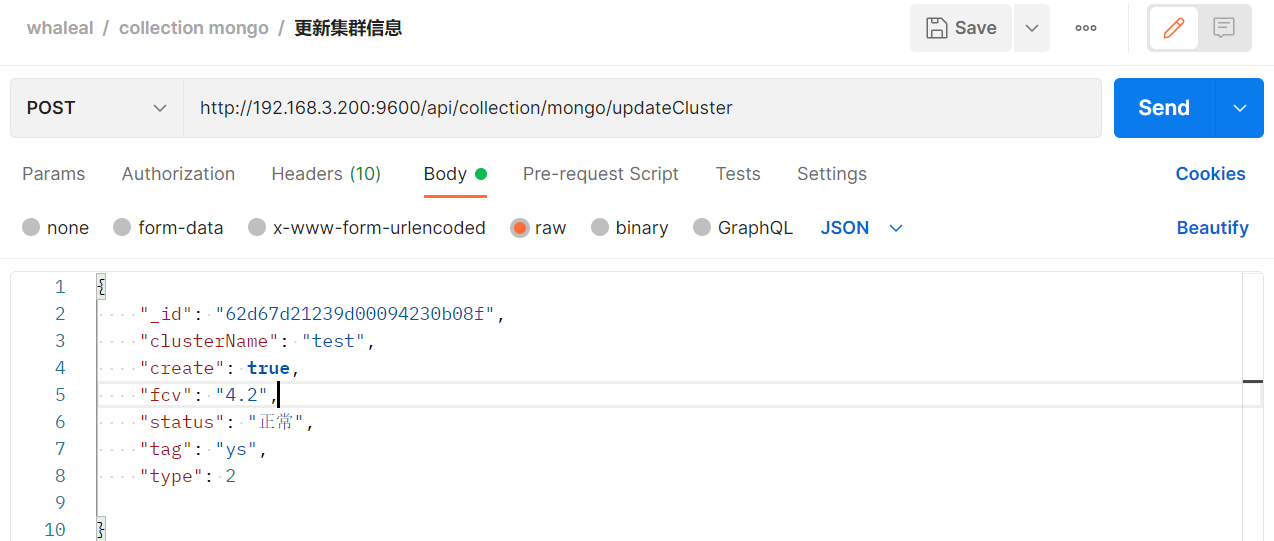 whaleal / collection mongo / 更新集群信息 Save
POST http://192.168.3.200:9600/api/collection/mongo/updateCluster Send
Params Authorization Headers (10) Body Pre-request Script Tests Settings Cookies
none form-data x-www-form-urlencoded raw binary GraphQL JSON Beautify
1 {
2 "_id": "62d67d21239d00094230b08f",
3 "clusterName": "test",
4 "create": true,
5 "fcv": "4.2",
6 "status": "正常",
7 "tag": "ys",
8 "type": 2
9
10 }